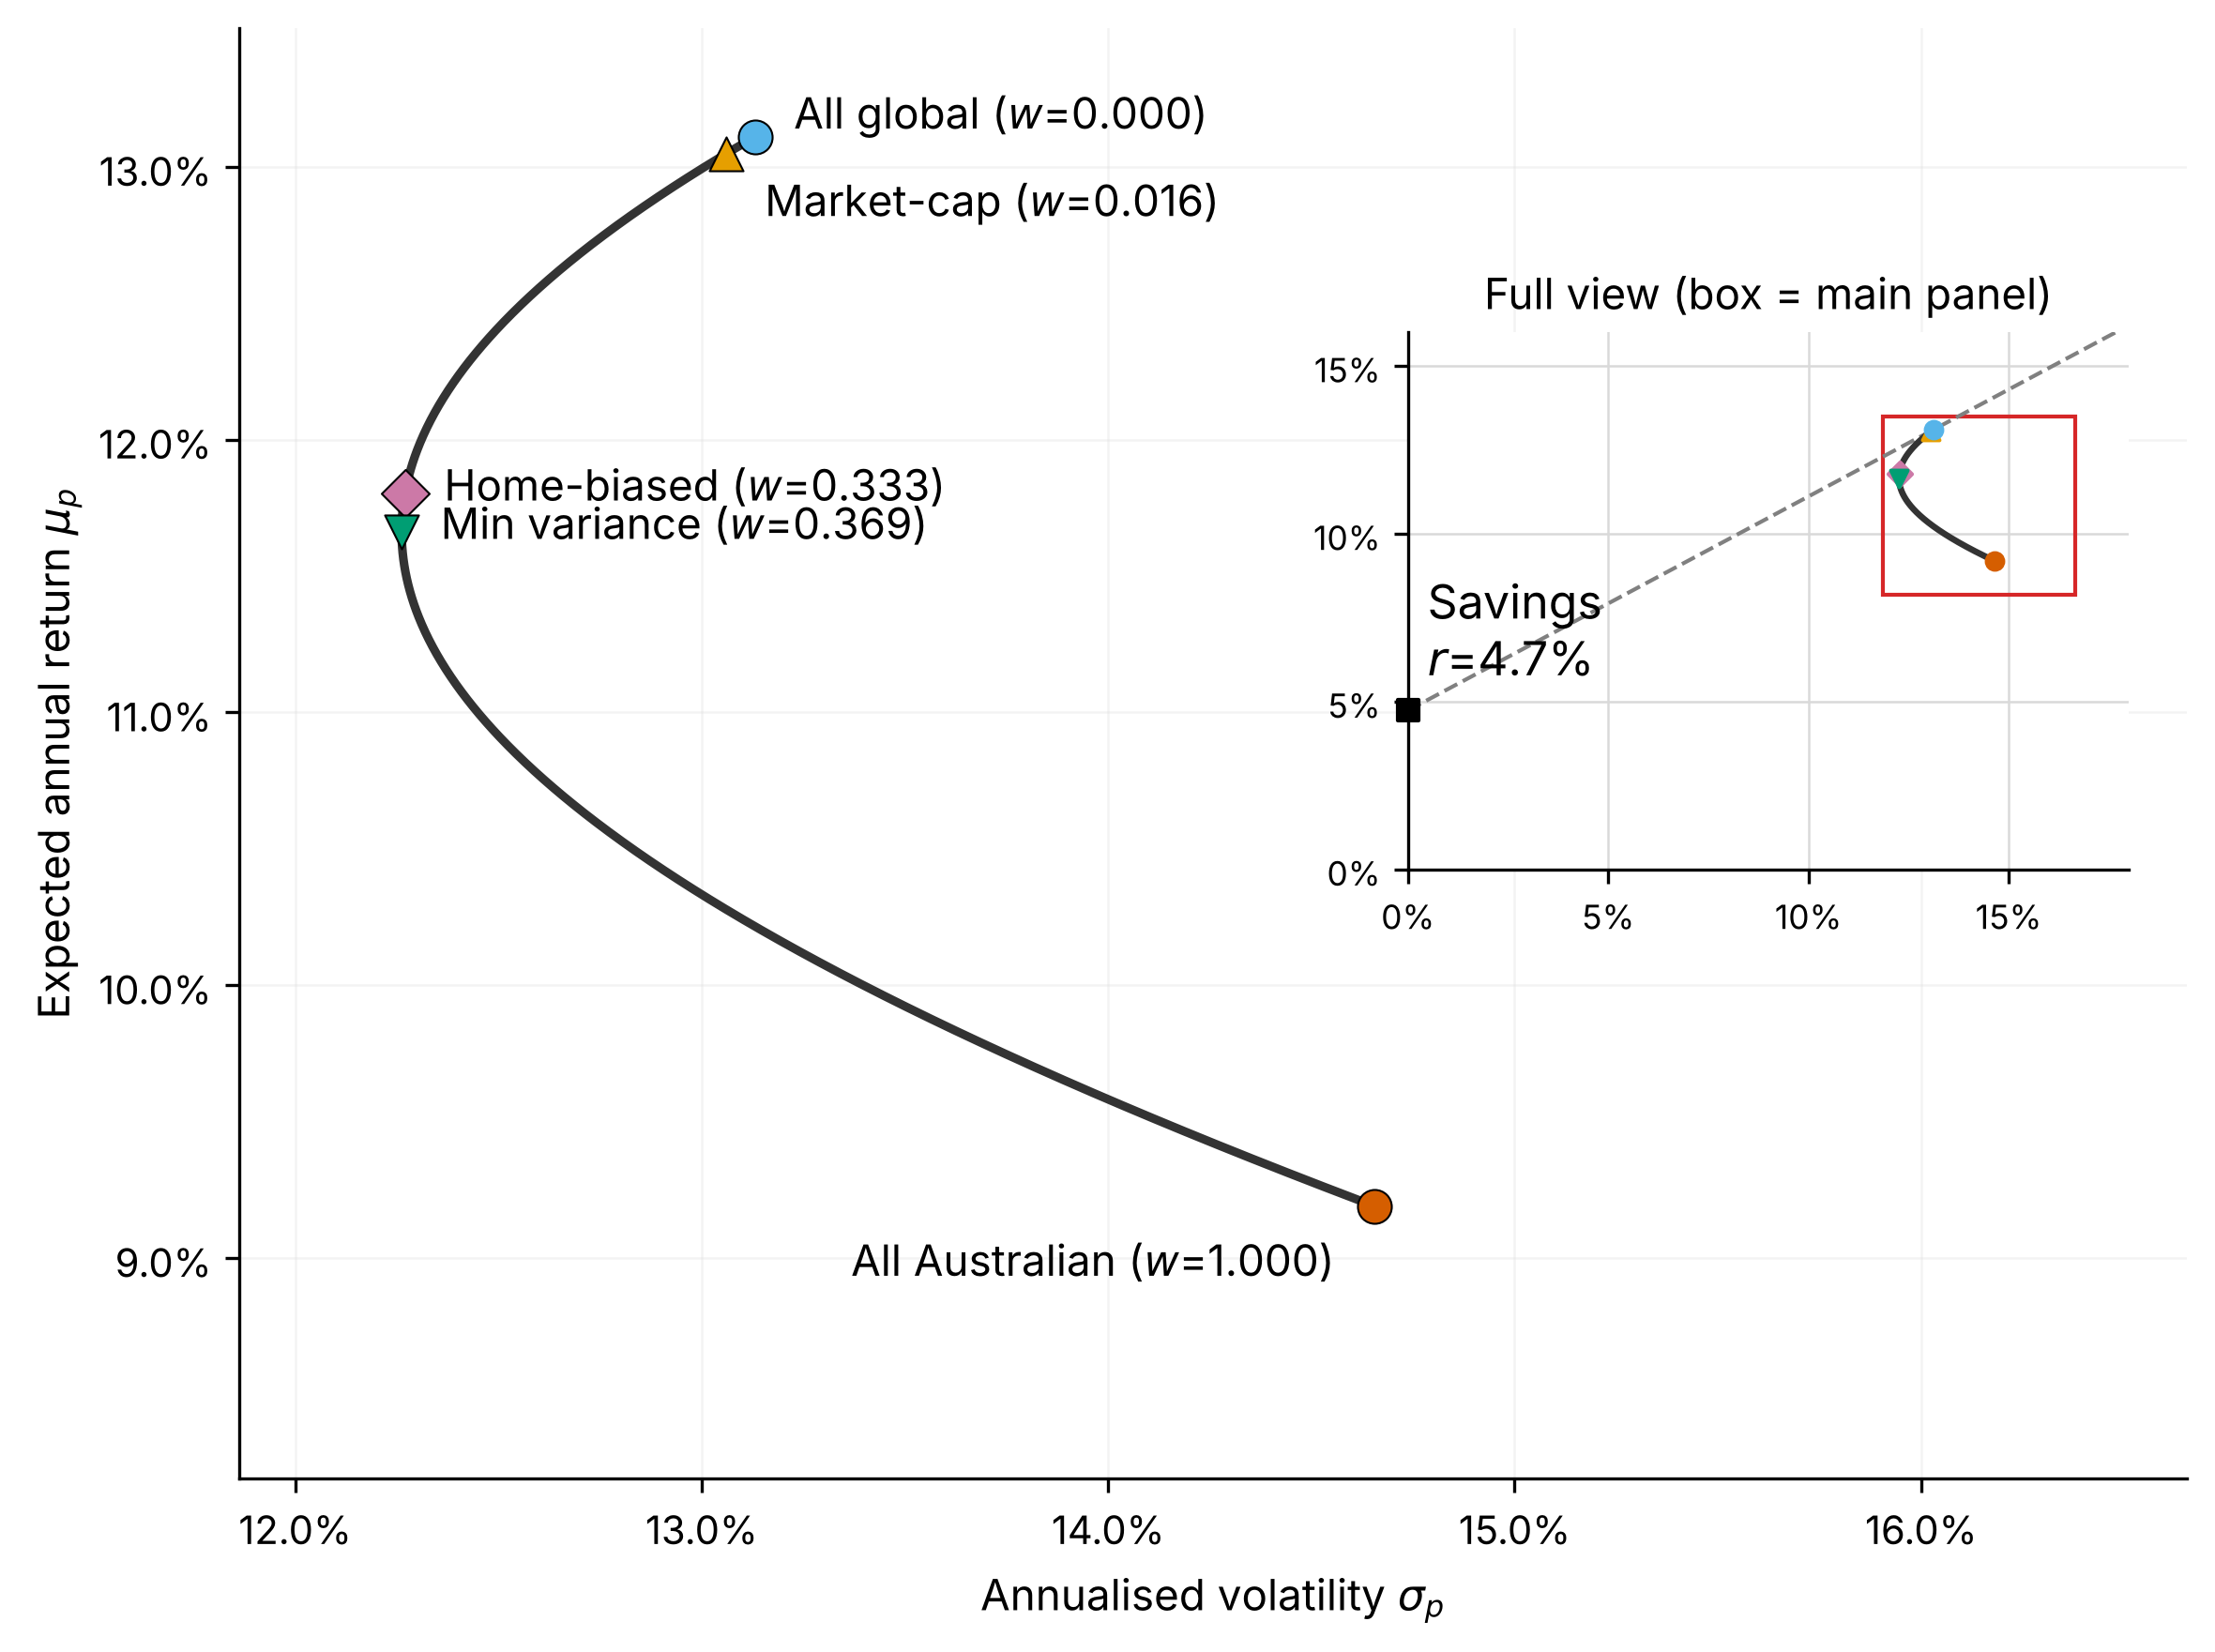 All global (w=0.000)
Market-cap (w=0.016)
Home-biased (w=0.333)
Min variance (w=0.369)
All Australian (w=1.000)
Full view (box = main panel)
15%
10%
5%
0%
Savings
r=4.7%
0% 5% 10% 15%
Expected annual return μp
13.0%
12.0%
11.0%
10.0%
9.0%
12.0% 13.0% 14.0% 15.0% 16.0%
Annualised volatility σp